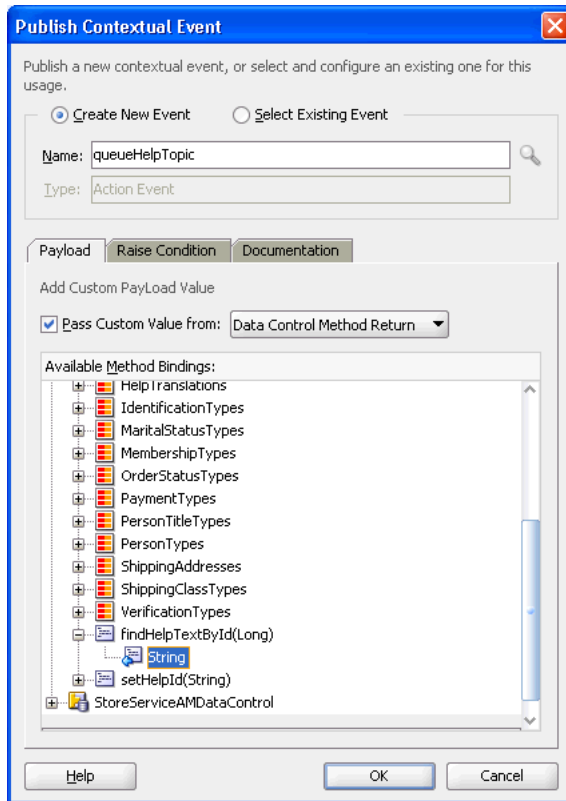 Publish Contextual Event
Publish a new contextual event, or select and configure an existing one for this
usage.
Create New Event
Select Existing Event
Name: queueHelpTopic
Type: Action Event
Payload
Raise Condition
Documentation
Add Custom PayLoad Value
Pass Custom Value from: Data Control Method Return
Available Method Bindings:
HelpTranslations
IdentificationTypes
MaritalStatusTypes
MembershipTypes
OrderStatusTypes
PaymentTypes
PersonTitleTypes
PersonTypes
ShippingAddresses
ShippingClassTypes
VerificationTypes
findHelpTextById(Long)
String
setHelpId(String)
StoreServiceAMDataControl
Help
OK
Cancel